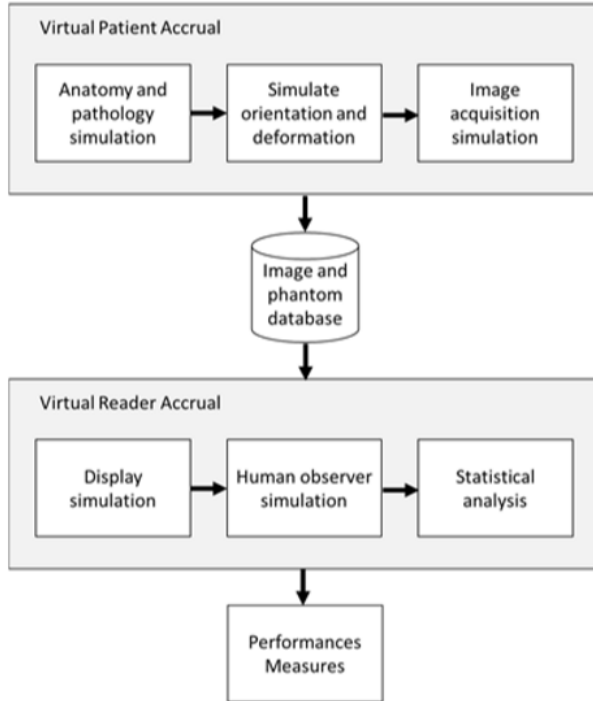 Virtual Patient Accrual
Anatomy and
pathology
simulation
Simulate
orientation and
deformation
Image
acquisition
simulation
Image and
phantom
database
Virtual Reader Accrual
Display
simulation
Human observer
simulation
Statistical
analysis
Performances
Measures